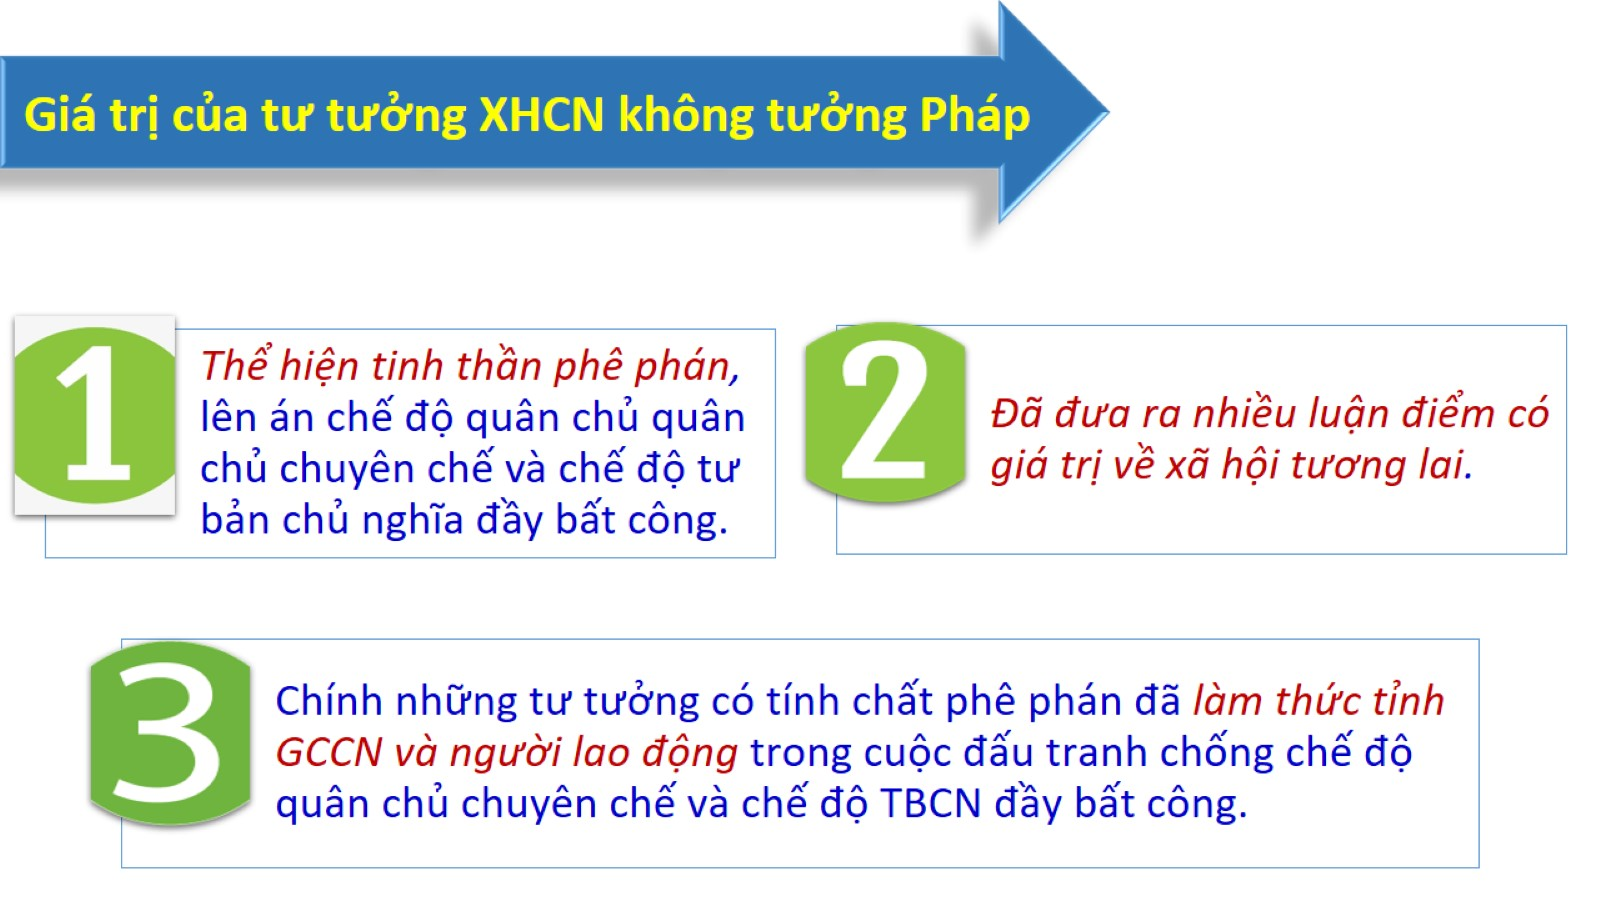 Giá trị của tư tưởng XHCN không tưởng Pháp
1
Thể hiện tinh thần phê phán,
lên án chế độ quân chủ quân
chủ chuyên chế và chế độ tư
bản chủ nghĩa đầy bất công.
2
Đã đưa ra nhiều luận điểm có
giá trị về xã hội tương lai.
3
Chính những tư tưởng có tính chất phê phán đã làm thức tỉnh
GCCN và người lao động trong cuộc đấu tranh chống chế độ
quân chủ chuyên chế và chế độ TBCN đầy bất công.